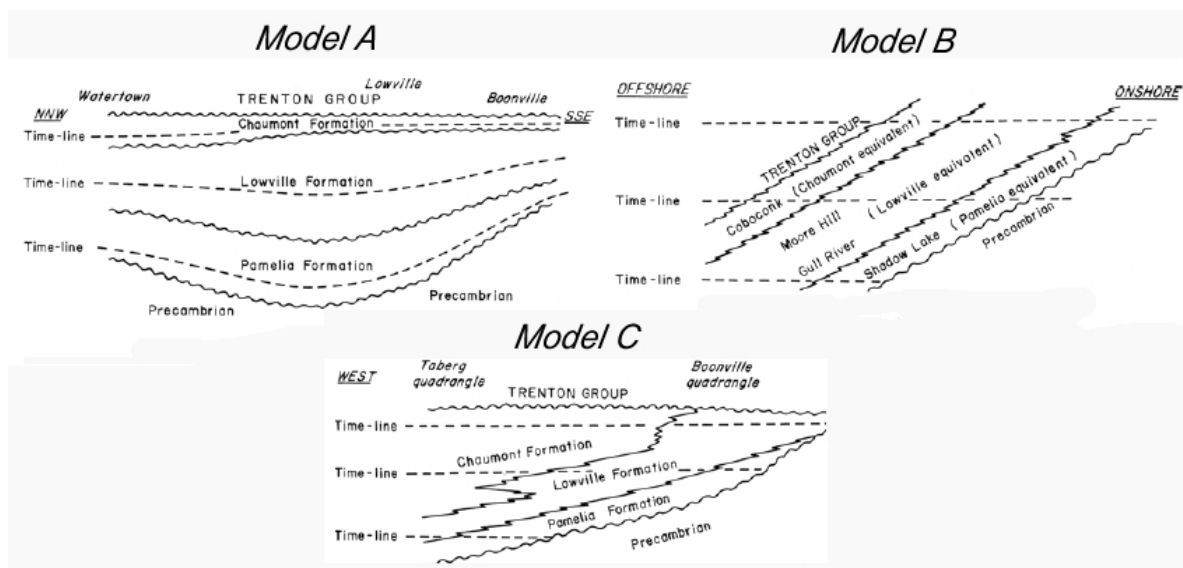 Model A
Watertown
NNW
TRENTON GROUP
Lowville
Boonville
SSE
Time-line
Chaumont Formation
Time-line
Lowville Formation
Time-line
Pamelia Formation
Precambrian
Precambrian
Model B
OFFSHORE
ONSHORE
Time-line
TRENTON GROUP
Coboconk (Chaumont equivalent)
Time-line
Moore Hill (Lowville equivalent)
Gull River
Shadow Lake (Pamelia equivalent)
Precambrian
Time-line
Model C
WEST
Taberg
quadrangle
Boonville
quadrangle
TRENTON GROUP
Time-line
Chaumont Formation
Time-line
Lowville Formation
Pamelia Formation
Time-line
Precambrian